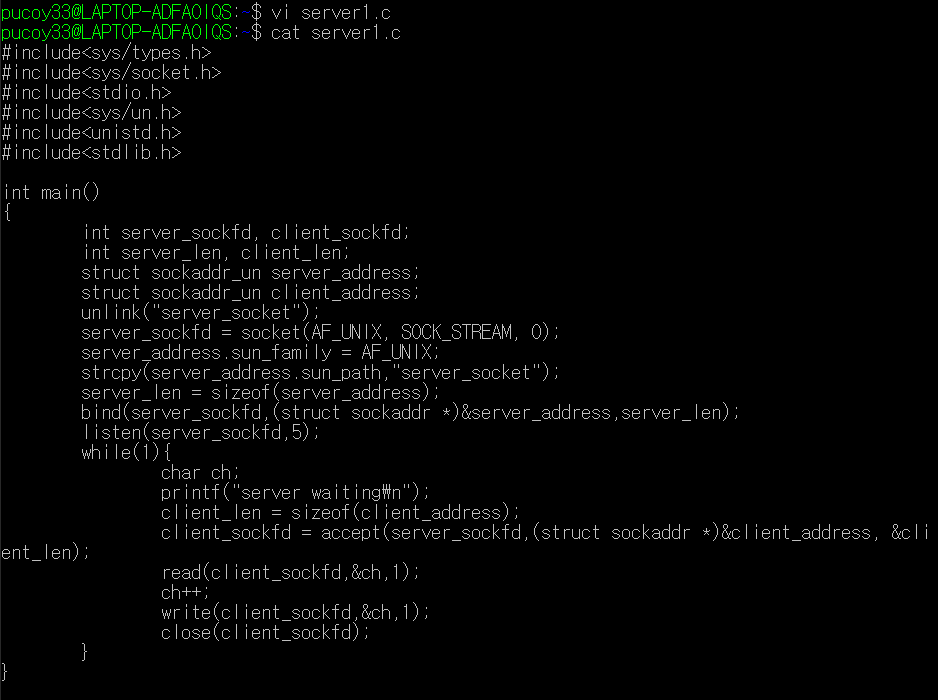 pucoy33@LAPTOP-ADFAOIQS:~$ vi server1.c
pucoy33@LAPTOP-ADFAOIQS:~$ cat server1.c
#include<sys/types.h>
#include<sys/socket.h>
#include<stdio.h>
#include<sys/un.h>
#include<unistd.h>
#include<stdlib.h>

int main()
{
        int server_sockfd, client_sockfd;
        int server_len, client_len;
        struct sockaddr_un server_address;
        struct sockaddr_un client_address;
        unlink("server_socket");
        server_sockfd = socket(AF_UNIX, SOCK_STREAM, 0);
        server_address.sun_family = AF_UNIX;
        strcpy(server_address.sun_path,"server_socket");
        server_len = sizeof(server_address);
        bind(server_sockfd,(struct sockaddr *)&server_address,server_len);
        listen(server_sockfd,5);
        while(1){
                char ch;
                printf("server waiting₩n");
                client_len = sizeof(client_address);
                client_sockfd = accept(server_sockfd,(struct sockaddr *)&client_address, &cli
ent_len);
                read(client_sockfd,&ch,1);
                ch++;
                write(client_sockfd,&ch,1);
                close(client_sockfd);
        }
}